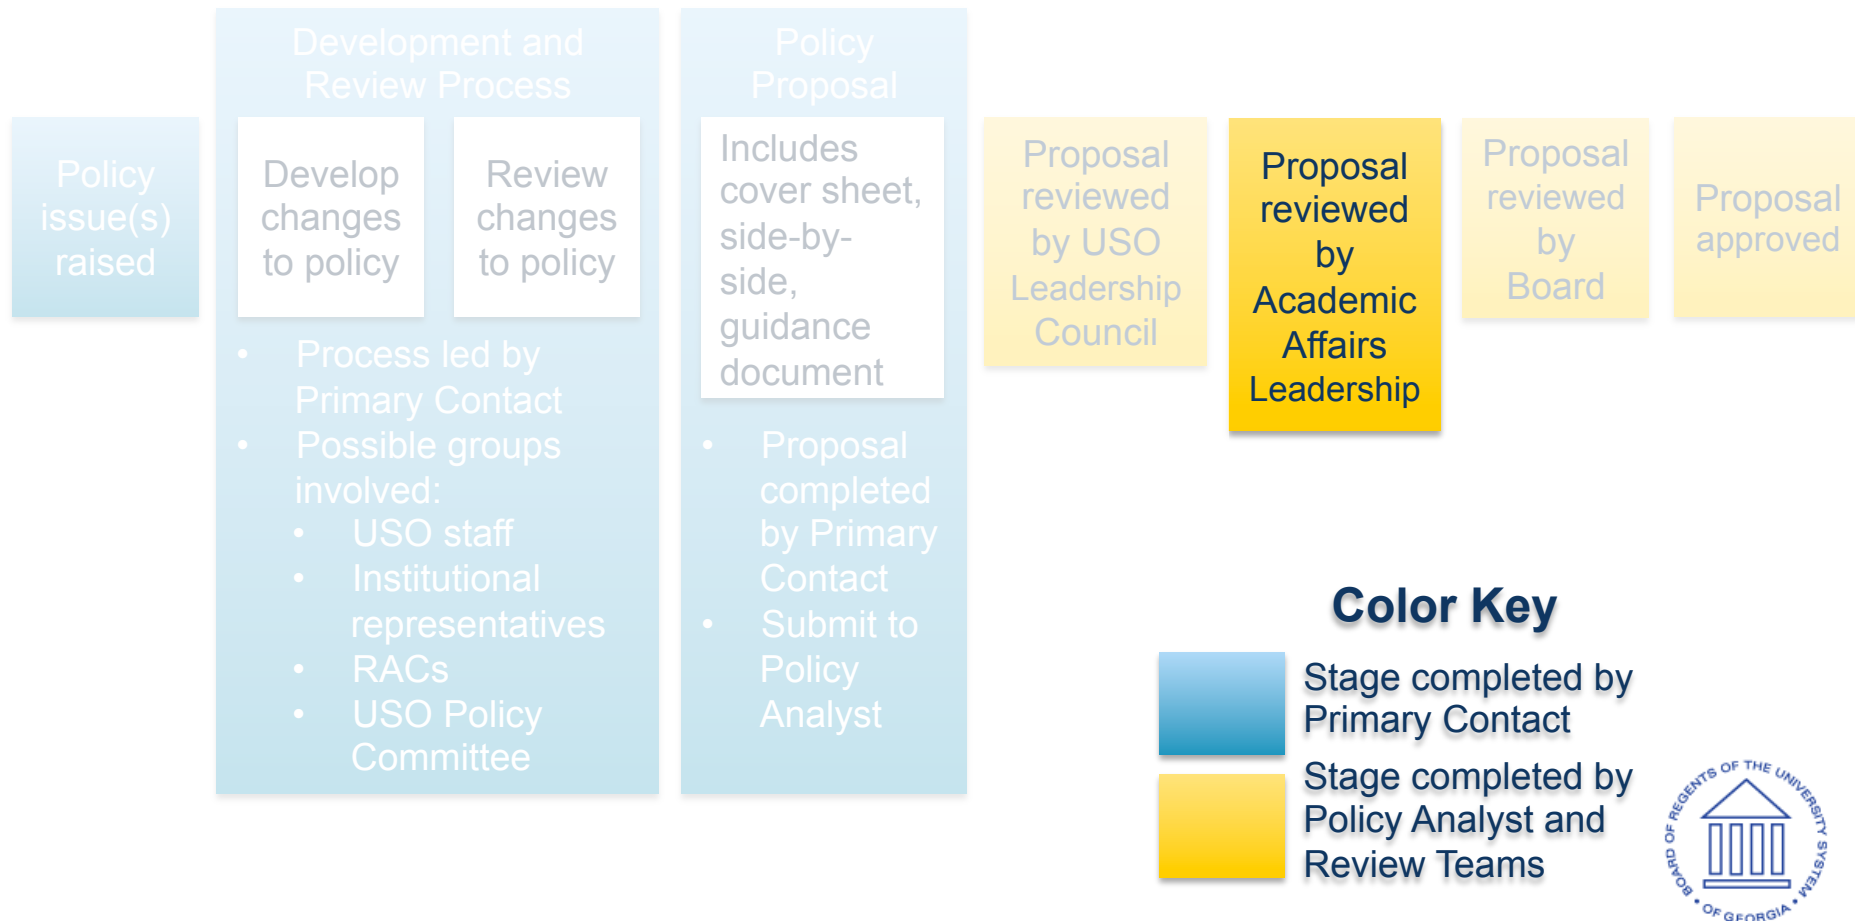 Policy
issue(s)
raised
Development and
Review Process
Develop
changes
to policy
Review
changes
to policy
• Process led by
Primary Contact
• Possible groups
involved:
• USO staff
• Institutional
representatives
• RACs
• USO Policy
Committee
Policy
Proposal
Includes
cover sheet,
side-by-
side,
guidance
document
• Proposal
completed
by Primary
Contact
• Submit to
Policy
Analyst
Proposal
reviewed
by USO
Leadership
Council
Proposal
reviewed
by
Academic
Affairs
Leadership
Proposal
reviewed
by
Board
Proposal
approved
Color Key
Stage completed by
Primary Contact
Stage completed by
Policy Analyst and
Review Teams
BOARD OF REGENTS OF THE UNIVERSITY SYSTEM • OF GEORGIA •